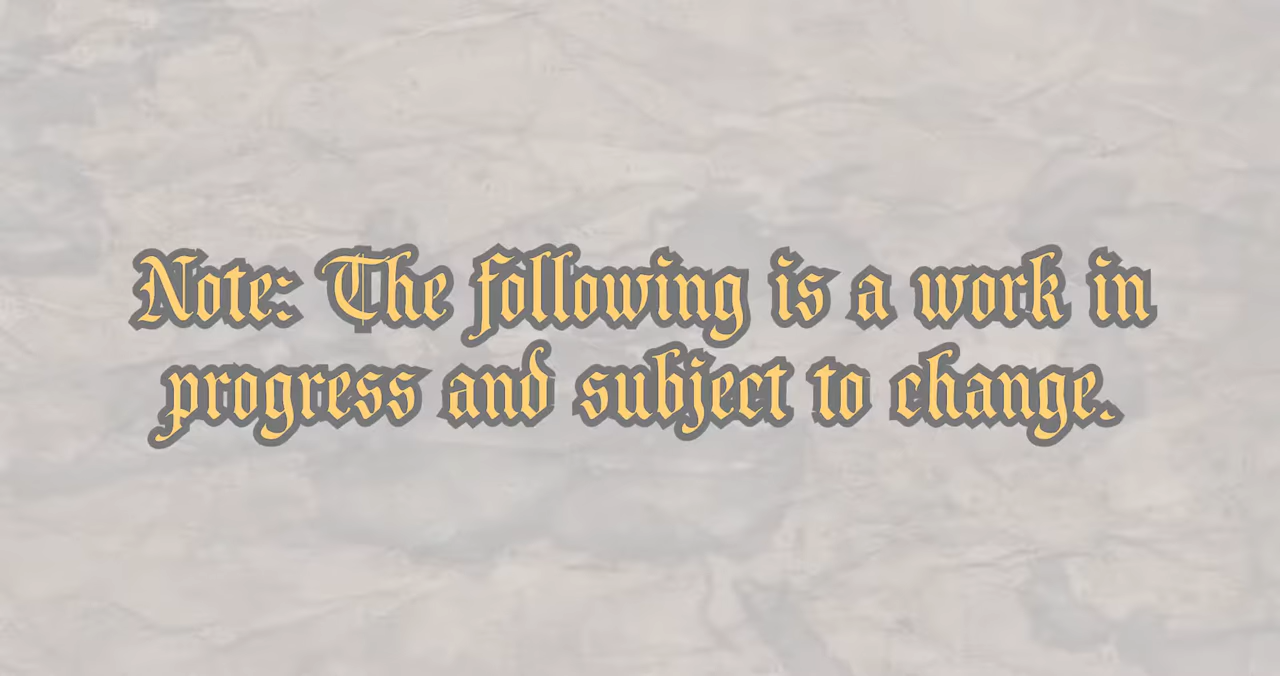 Note: The following is a work in
progress and subject to change.